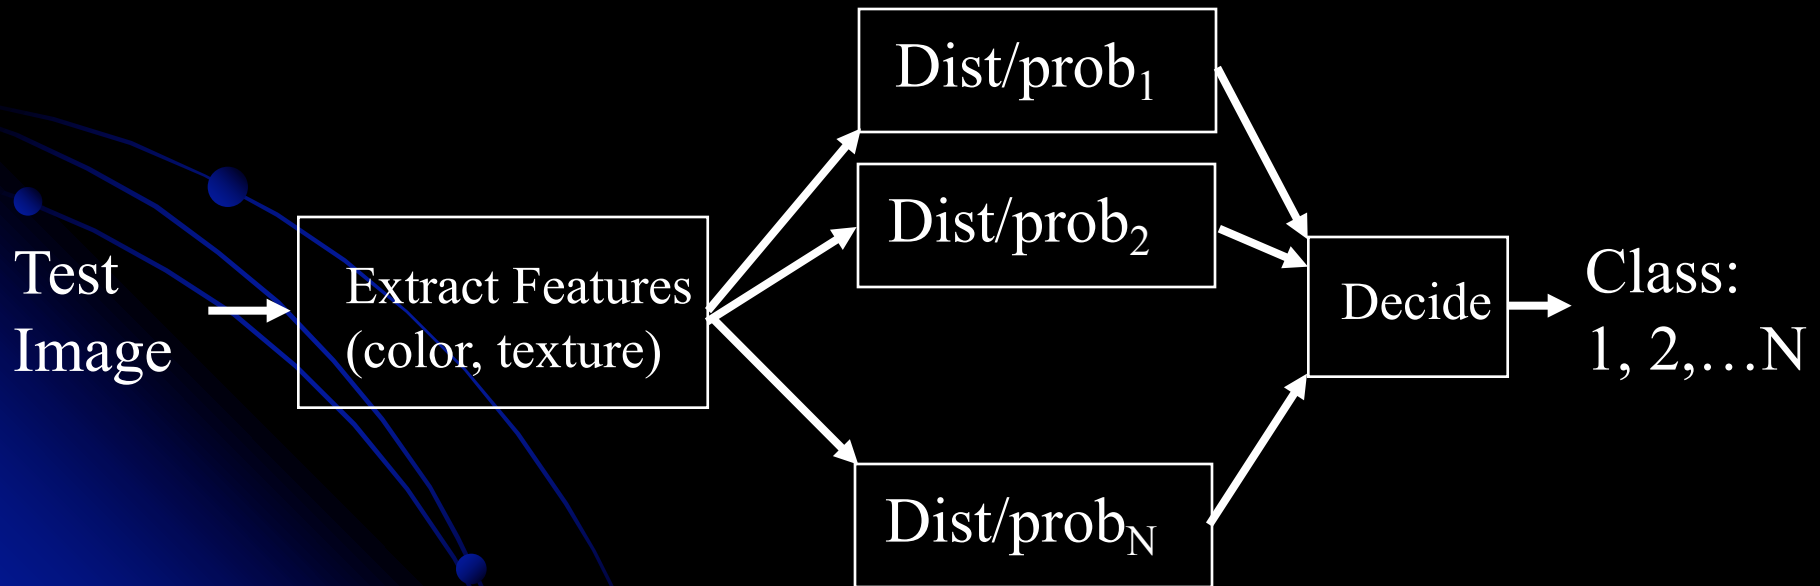 Test
Image
Extract Features
(color, texture)
Dist/prob₁
Dist/prob₂
Dist/probN
Decide
Class:
1, 2,…N